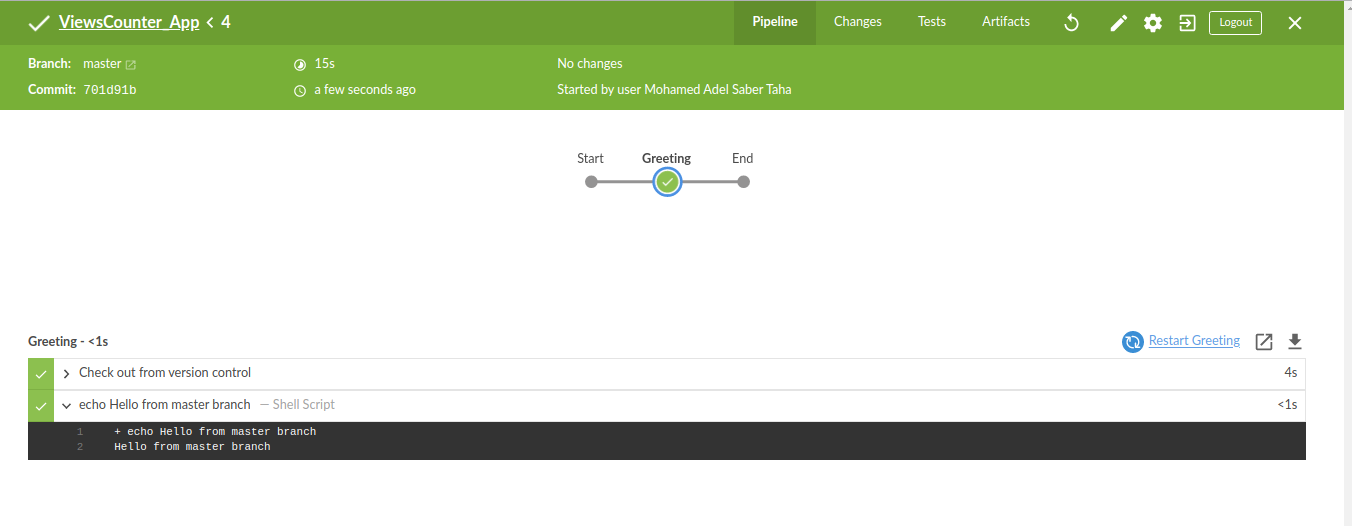 ViewsCounter_App < 4
Pipeline Changes Tests Artifacts Logout
Branch: master 15s No changes
Commit: 701d91b a few seconds ago Started by user Mohamed Adel Saber Taha
Start Greeting End
Greeting - <1s Restart Greeting
Check out from version control 4s
echo Hello from master branch — Shell Script <1s
1 + echo Hello from master branch
2 Hello from master branch